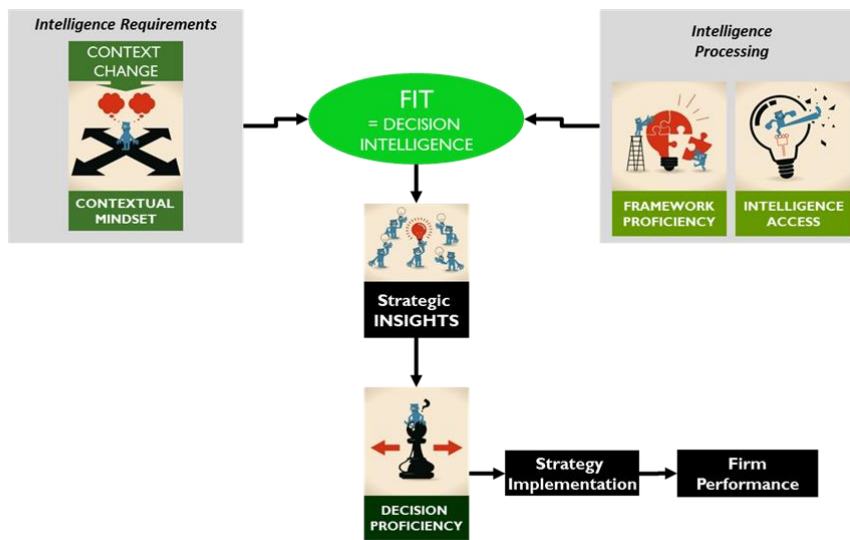 Intelligence Requirements
CONTEXT
CHANGE
CONTEXTUAL
MINDSET
FIT
= DECISION
INTELLIGENCE
Intelligence
Processing
FRAMEWORK
PROFICIENCY
INTELLIGENCE
ACCESS
Strategic
INSIGHTS
?
DECISION
PROFICIENCY
Strategy
Implementation
Firm
Performance